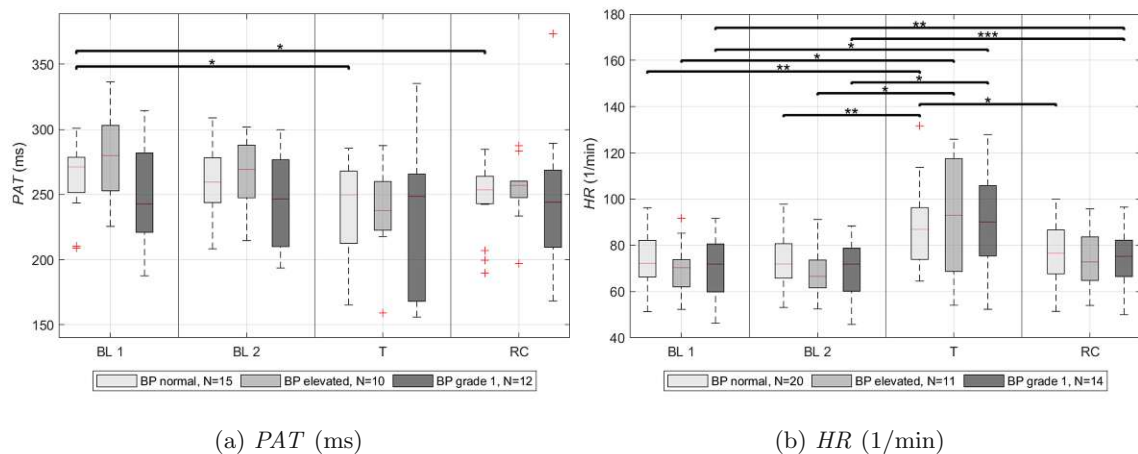 350
300
250
200
150
PAT (ms)
BL 1 BL 2 T RC
* *
BP normal, N=15 BP elevated, N=10 BP grade 1, N=12
(a) PAT (ms)
180
160
140
120
100
80
60
40
HR (1/min)
BL 1 BL 2 T RC
**
***
*
*
**
*
*
*
**
BP normal, N=20 BP elevated, N=11 BP grade 1, N=14
(b) HR (1/min)